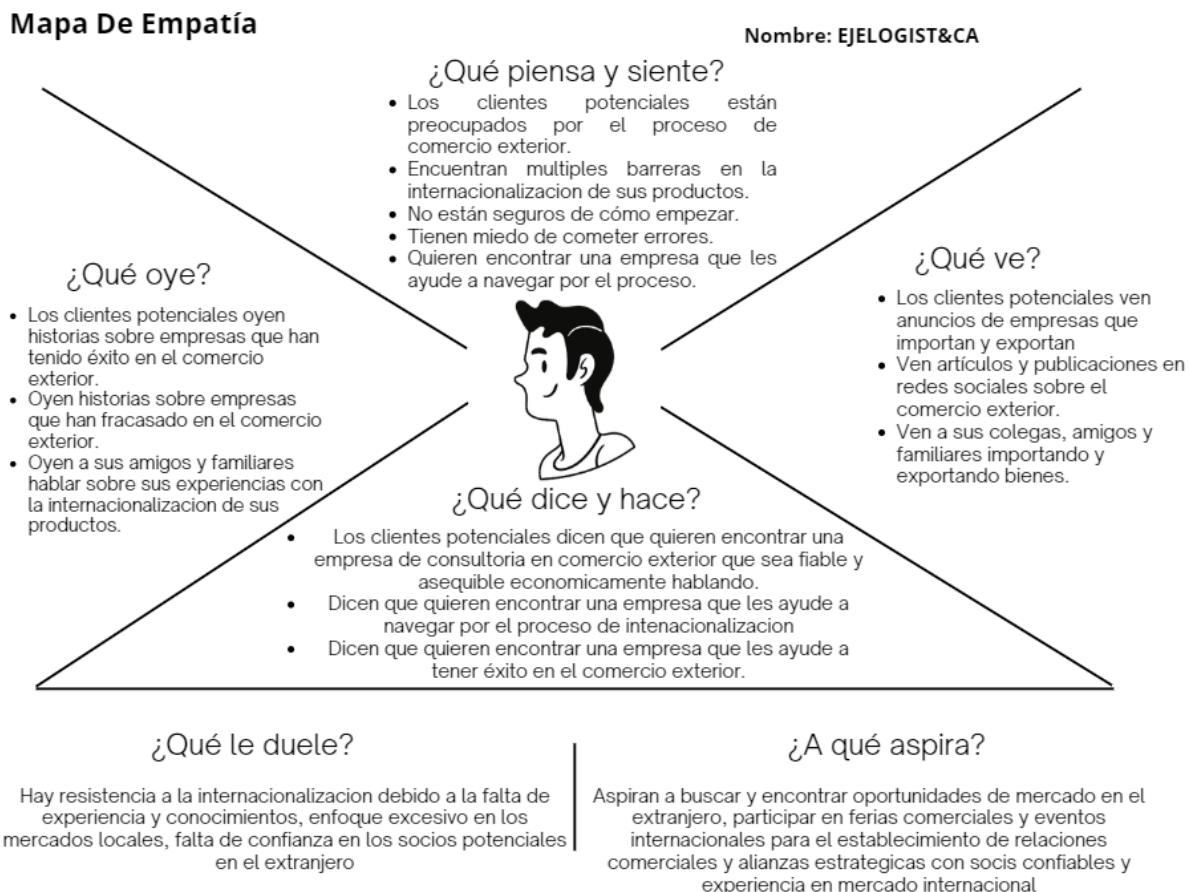 Mapa De Empatía
Nombre: EJELOGIST&CA
¿Qué piensa y siente?
• Los clientes potenciales están
preocupados por el proceso de
comercio exterior.
• Encuentran multiples barreras en la
internacionalizacion de sus productos.
• No están seguros de cómo empezar.
• Tienen miedo de cometer errores.
• Quieren encontrar una empresa que les
ayude a navegar por el proceso.
¿Qué oye?
• Los clientes potenciales oyen
historias sobre empresas que han
tenido éxito en el comercio
exterior.
• Oyen historias sobre empresas
que han fracasado en el comercio
exterior.
• Oyen a sus amigos y familiares
hablar sobre sus experiencias con
la internacionalizacion de sus
productos.
¿Qué ve?
• Los clientes potenciales ven
anuncios de empresas que
importan y exportan
• Ven artículos y publicaciones en
redes sociales sobre el
comercio exterior.
• Ven a sus colegas, amigos y
familiares importando y
exportando bienes.
¿Qué dice y hace?
• Los clientes potenciales dicen que quieren encontrar una
empresa de consultoria en comercio exterior que sea fiable y
asequible economicamente hablando.
• Dicen que quieren encontrar una empresa que les ayude a
navegar por el proceso de intenacionalizacion
• Dicen que quieren encontrar una empresa que les ayude a
tener éxito en el comercio exterior.
¿Qué le duele?
Hay resistencia a la internacionalizacion debido a la falta de
experiencia y conocimientos, enfoque excesivo en los
mercados locales, falta de confianza en los socios potenciales
en el extranjero
¿A qué aspira?
Aspiran a buscar y encontrar oportunidades de mercado en el
extranjero, participar en ferias comerciales y eventos
internacionales para el establecimiento de relaciones
comerciales y alianzas estrategicas con socis confiables y
experiencia en mercado internacional